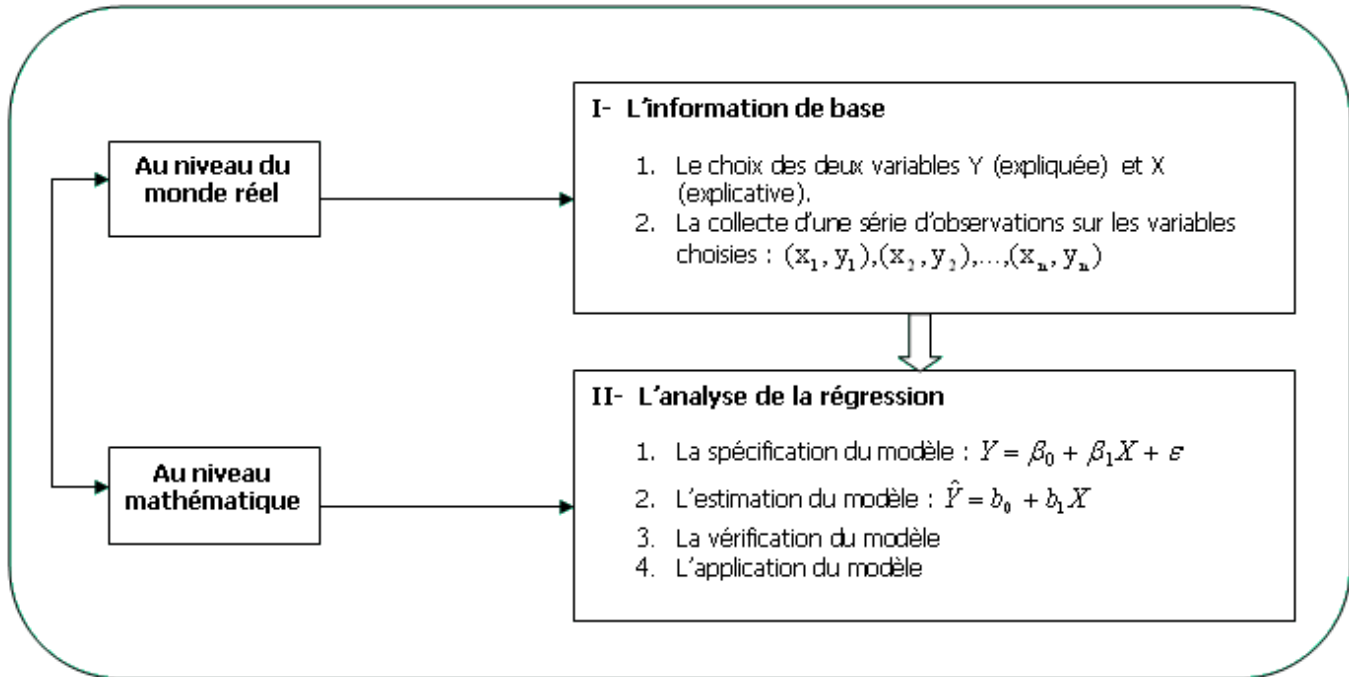 I- L'information de base
Au niveau du
monde réel
1. Le choix des deux variables Y (expliquée) et X
(explicative).
2. La collecte d'une série d'observations sur les variables
choisies : (x₁, y₁),(x₂, y₂),...,(xₙ, yₙ)
II- L'analyse de la régression
Au niveau
mathématique
1. La spécification du modèle : Y = β₀ + β₁X + ε
2. L'estimation du modèle : Ŷ = b₀ + b₁X
3. La vérification du modèle
4. L'application du modèle